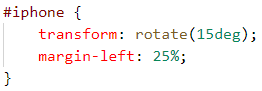 #iphone {
    transform: rotate(15deg);
    margin-left: 25%;
}